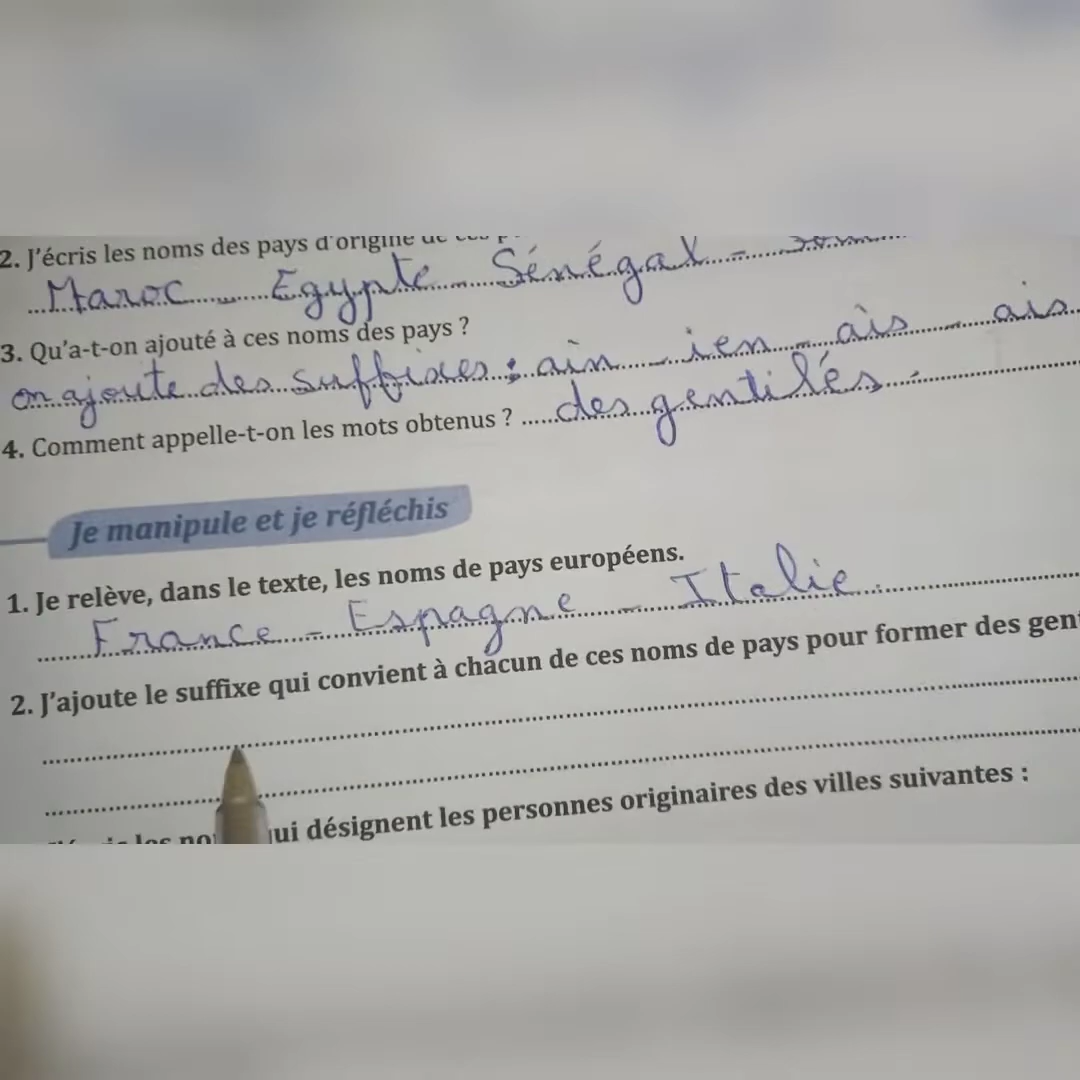 2. J'écris les noms des pays d'origine de ces
Maroc - Egypte - Sénégal -
3. Qu'a-t-on ajouté à ces noms des pays ?
on ajoute des suffixes : ain - ien - ais - ais
4. Comment appelle-t-on les mots obtenus ? des gentilés.
Je manipule et je réfléchis
1. Je relève, dans le texte, les noms de pays européens.
France - Espagne - Italie.
2. J'ajoute le suffixe qui convient à chacun de ces noms de pays pour former des gen
qui désignent les personnes originaires des villes suivantes :